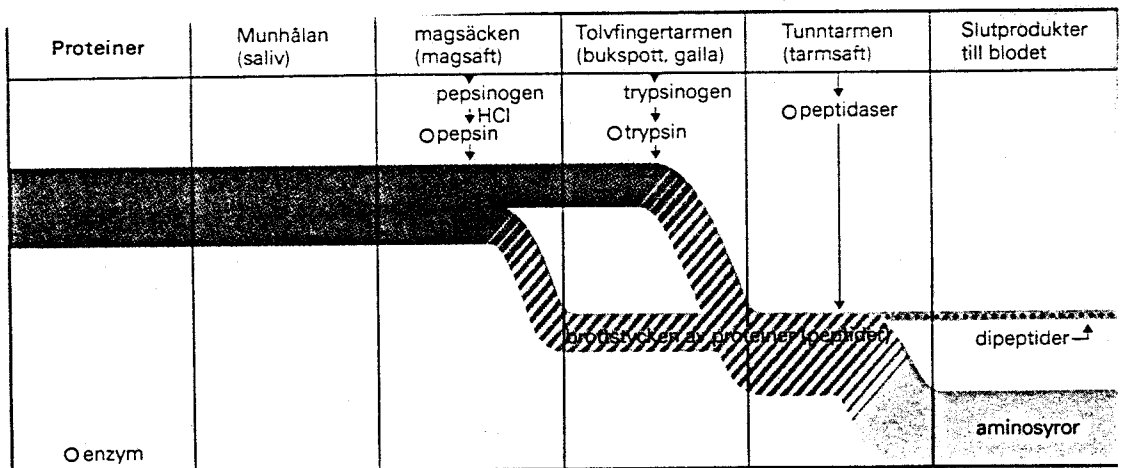 Proteiner
Munhålan
(saliv)
magsäcken
(magsaft)
Tolvfingertarmen
(bukspott, galla)
Tunntarmen
(tarmsaft)
Slutprodukter
till blodet
pepsinogen
HCl
pepsin
trypsinogen
trypsin
peptidaser
brottstycken av proteiner (peptider)
dipeptider
aminosyror
enzym